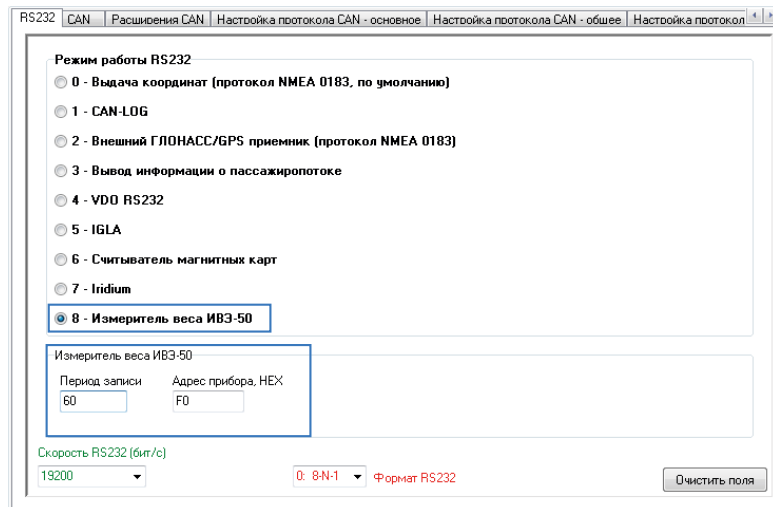 RS232 CAN Расширения CAN Настройка протокола CAN - основное Настройка протокола CAN - общее Настройка протокол
Режим работы RS232
0 - Выдача координат (протокол NMEA 0183, по умолчанию)
1 - CAN-LOG
2 - Внешний ГЛОНАСС/GPS приемник (протокол NMEA 0183)
3 - Вывод информации о пассажиропотоке
4 - VDO RS232
5 - IGLA
6 - Считыватель магнитных карт
7 - Iridium
8 - Измеритель веса ИВЭ-50
Измеритель веса ИВЭ-50
Период записи Адрес прибора, HEX
60 F0
Скорость RS232 (бит/с)
19200 0: 8-N-1 Формат RS232 Очистить поля